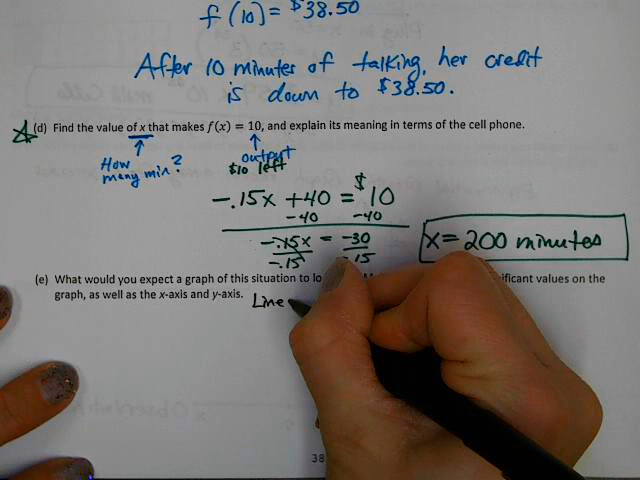 f(10) = $38.50
After 10 minutes of talking, her credit
is down to $38.50.
(d) Find the value of x that makes f(x) = 10, and explain its meaning in terms of the cell phone.
How many min?
output
$10 left
-.15x + 40 = $10
-40 -40
-.15x = -30
-.15 -.15
x = 200 minutes
(e) What would you expect a graph of this situation to lo ificant values on the
graph, as well as the x-axis and y-axis. Line
38